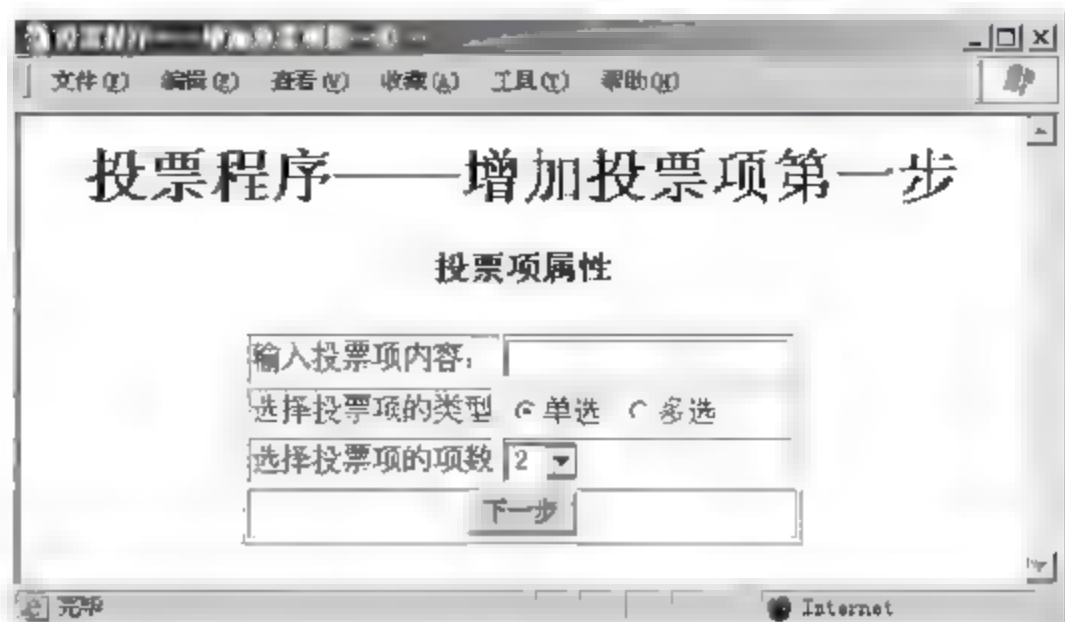 文件(F) 编辑(E) 查看(V) 收藏(A) 工具(T) 帮助(H)
投票程序——增加投票项第一步
投票项属性
输入投票项内容:
选择投票项的类型 单选 多选
选择投票项的项数 2
下一步
完毕 Internet